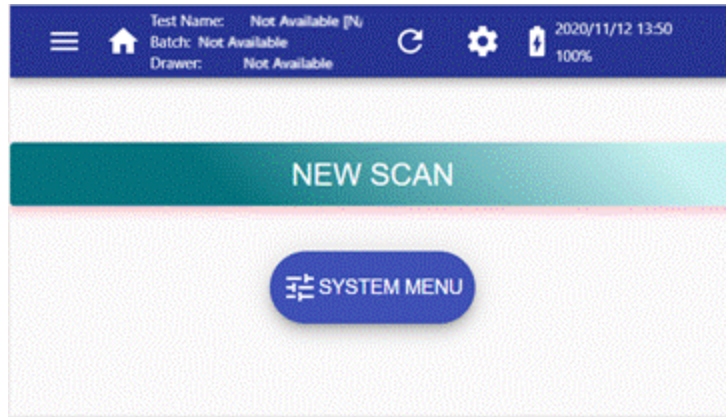 Test Name: Not Available [N/
Batch: Not Available
Drawer: Not Available
2020/11/12 13:50
100%
NEW SCAN
SYSTEM MENU